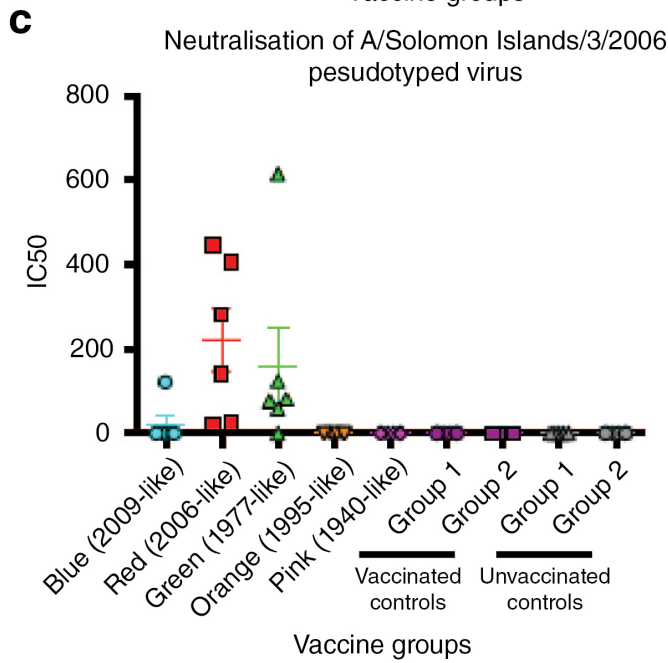 vaccine groups
c
Neutralisation of A/Solomon Islands/3/2006
pesudotyped virus
800
600
400
200
0
IC50
Blue (2009-like)
Red (2006-like)
Green (1977-like)
Orange (1995-like)
Pink (1940-like)
Group 1
Group 2
Group 1
Group 2
Vaccinated
controls
Unvaccinated
controls
Vaccine groups